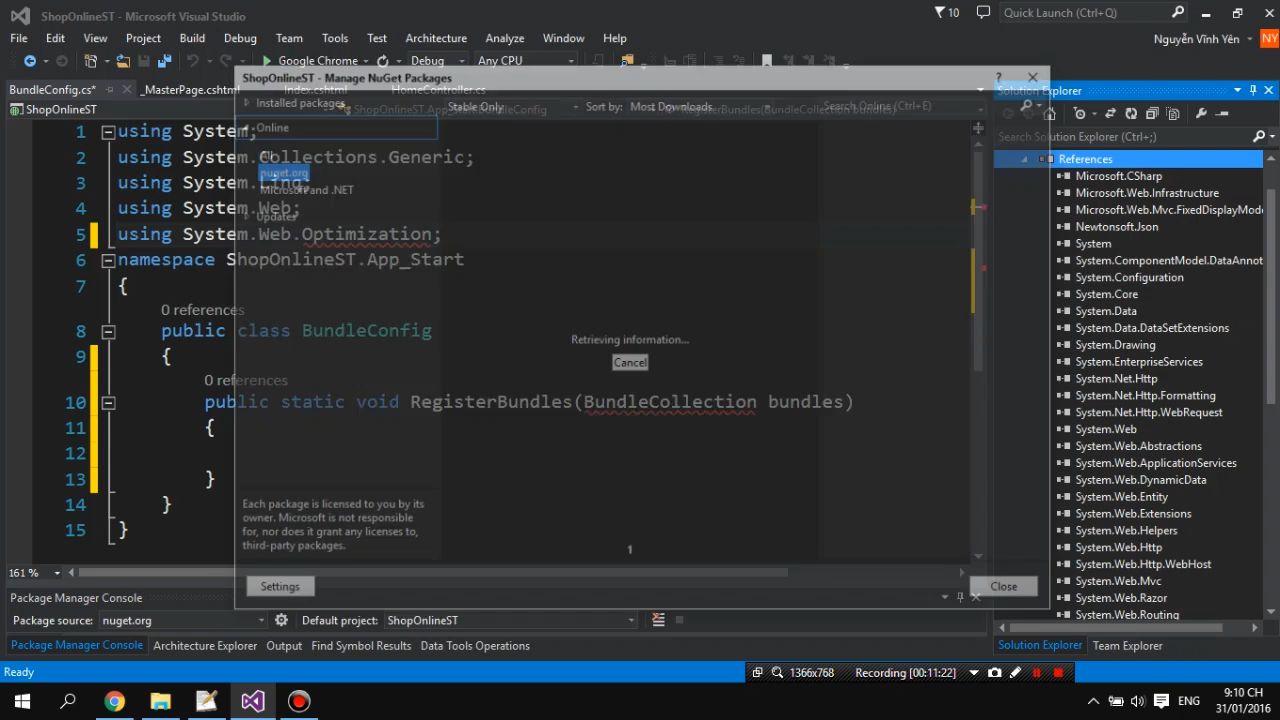 ShopOnlineST - Microsoft Visual Studio
10
Quick Launch (Ctrl+Q)
File Edit View Project Build Debug Team Tools Test Architecture Analyze Window Help
Nguyễn Vĩnh Yên
NY
Google Chrome
Debug
Any CPU
BundleConfig.cs*
_MasterPage.cshtml
Index.cshtml
HomeController.cs
ShopOnlineST
ShopOnlineST.App_Start.BundleConfig
RegisterBundles(BundleCollection bundles)
1 using System;
2 using System.Collections.Generic;
3 using System.Linq;
4 using System.Web;
5 using System.Web.Optimization;
6 namespace ShopOnlineST.App_Start
7 {
0 references
8 public class BundleConfig
9 {
0 references
10 public static void RegisterBundles(BundleCollection bundles)
11 {
12
13 }
14 }
15 }
161 %
ShopOnlineST - Manage NuGet Packages
?
Installed packages
Stable Only
Sort by: Most Downloads
Search Online (Ctrl+E)
Online
All
nuget.org
Microsoft and .NET
Updates
Retrieving information...
Cancel
Each package is licensed to you by its
owner. Microsoft is not responsible
for, nor does it grant any licenses to,
third-party packages.
1
Settings
Close
Solution Explorer
Search Solution Explorer (Ctrl+;)
References
Microsoft.CSharp
Microsoft.Web.Infrastructure
Microsoft.Web.Mvc.FixedDisplayMode
Newtonsoft.Json
System
System.ComponentModel.DataAnnot
System.Configuration
System.Core
System.Data
System.Data.DataSetExtensions
System.Drawing
System.EnterpriseServices
System.Net.Http
System.Net.Http.Formatting
System.Net.Http.WebRequest
System.Web
System.Web.Abstractions
System.Web.ApplicationServices
System.Web.DynamicData
System.Web.Entity
System.Web.Extensions
System.Web.Helpers
System.Web.Http
System.Web.Http.WebHost
System.Web.Mvc
System.Web.Razor
System.Web.Routing
Solution Explorer
Team Explorer
Package Manager Console
Package source: nuget.org
Default project: ShopOnlineST
Package Manager Console
Architecture Explorer
Output
Find Symbol Results
Data Tools Operations
Ready
1366x768
Recording [00:11:22]
ENG
9:10 CH
31/01/2016